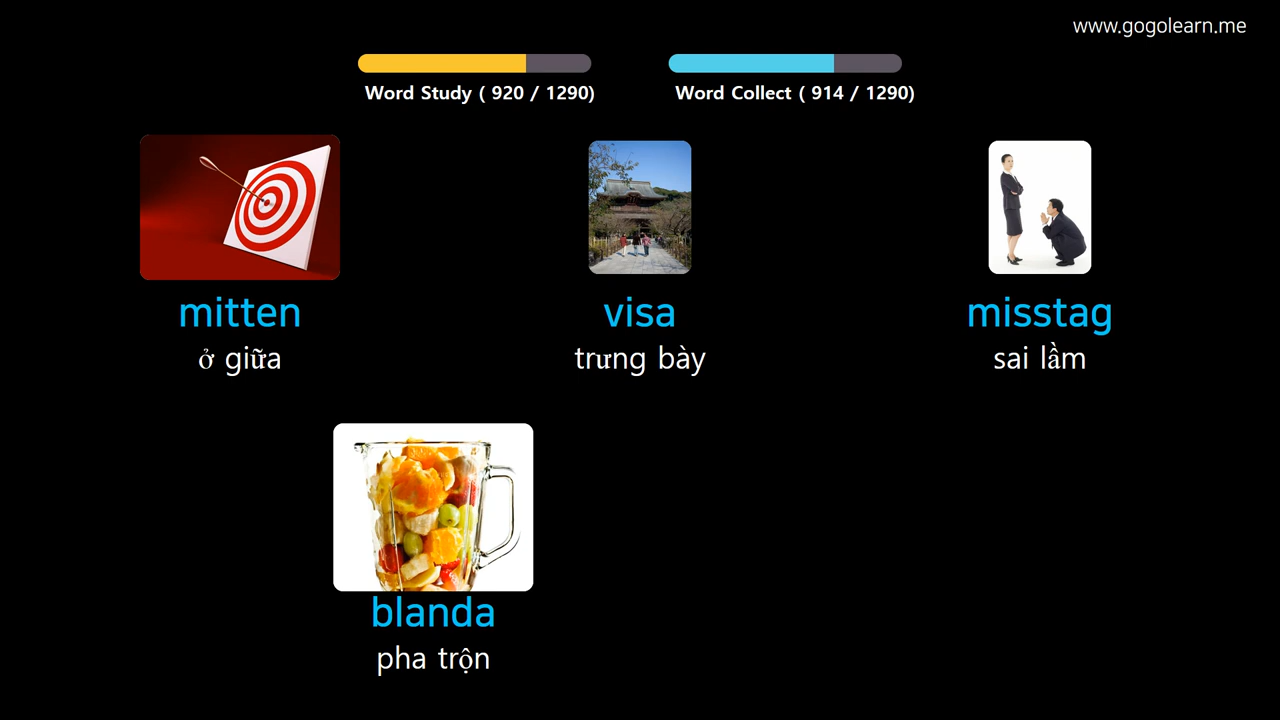 www.gogolearn.me
Word Study ( 920 / 1290)
Word Collect ( 914 / 1290)
mitten
ở giữa
visa
trưng bày
misstag
sai lầm
blanda
pha trộn